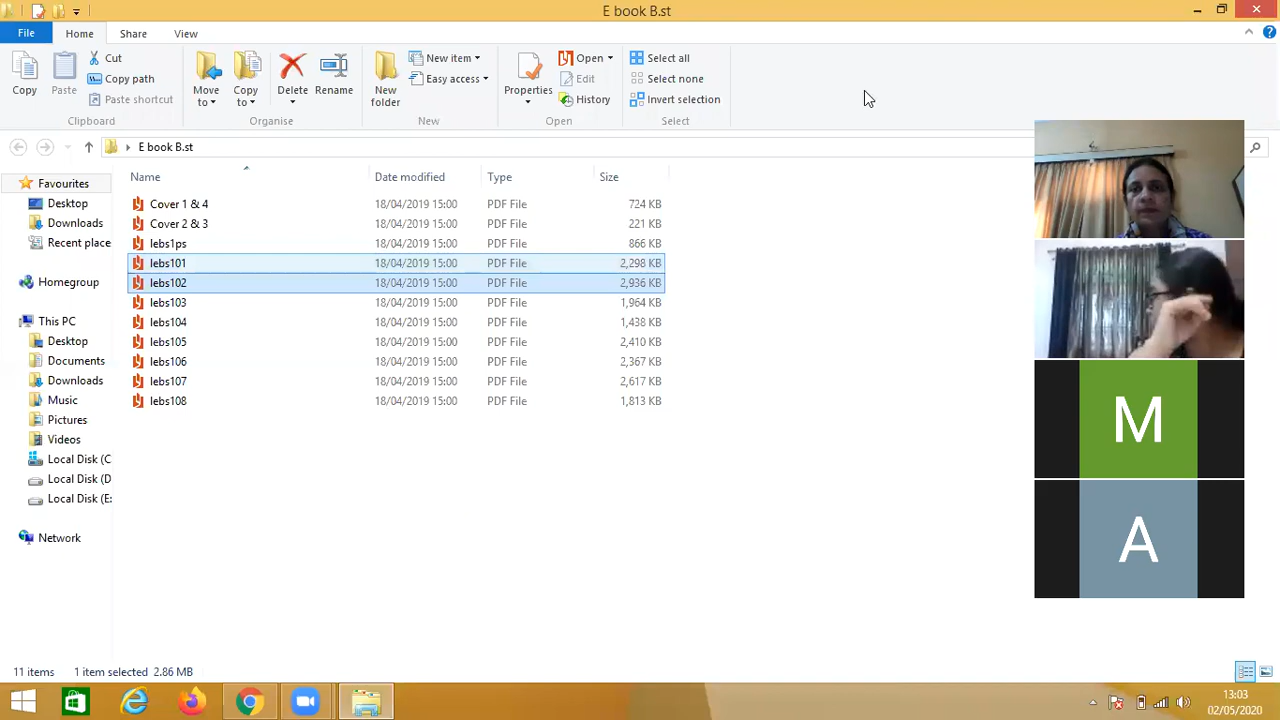 E book B.st
File Home Share View
Copy
Paste
Cut
Copy path
Paste shortcut
Clipboard
Move to
Copy to
Delete
Rename
Organise
New folder
New item
Easy access
New
Properties
Open
Edit
History
Open
Select all
Select none
Invert selection
Select
E book B.st
Name Date modified Type Size
Cover 1 & 4 18/04/2019 15:00 PDF File 724 KB
Cover 2 & 3 18/04/2019 15:00 PDF File 221 KB
lebs1ps 18/04/2019 15:00 PDF File 866 KB
lebs101 18/04/2019 15:00 PDF File 2,298 KB
lebs102 18/04/2019 15:00 PDF File 2,936 KB
lebs103 18/04/2019 15:00 PDF File 1,964 KB
lebs104 18/04/2019 15:00 PDF File 1,438 KB
lebs105 18/04/2019 15:00 PDF File 2,410 KB
lebs106 18/04/2019 15:00 PDF File 2,367 KB
lebs107 18/04/2019 15:00 PDF File 2,617 KB
lebs108 18/04/2019 15:00 PDF File 1,813 KB
Favourites
Desktop
Downloads
Recent place
Homegroup
This PC
Desktop
Documents
Downloads
Music
Pictures
Videos
Local Disk (C
Local Disk (D
Local Disk (E:
Network
M
A
11 items 1 item selected 2.86 MB
13:03
02/05/2020